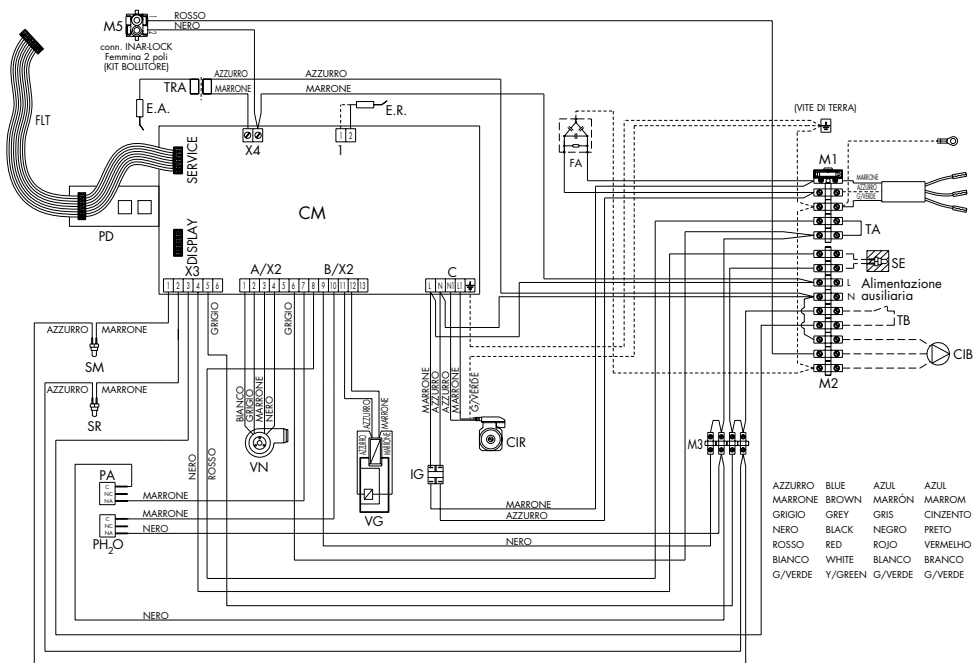 M5
ROSSO
NERO
conn. INAR-LOCK
Femmina 2 poli
(KIT BOLLITORE)
TRA
AZZURRO
MARRONE
AZZURRO
MARRONE
E.A.
E.R.
FLT
X4
1 2
1
SERVICE
DISPLAY
CM
PD
FA
(VITE DI TERRA)
M1
MARRONE
AZZURRO
G/VERDE
TA
SE
L Alimentazione
N ausiliaria
TB
CIB
M2
X3
A/X2
B/X2
C
1 2 3 4 5 6
1 2 3 4 5 6 7 8 9 10 11 12 13
L N N1 L1
GRIGIO
GRIGIO
AZZURRO MARRONE
SM
AZZURRO MARRONE
SR
BIANCO
GRIGIO
MARRONE
NERO
VN
AZZURRO
MARRONE
AZZURRO
MARRONE
VG
MARRONE
AZZURRO
AZZURRO
MARRONE
G/VERDE
CIR
IG
M3
NERO
ROSSO
PA
C
NC
NA
MARRONE
MARRONE
C
NC
NA
PH2O
NERO
MARRONE
AZZURRO
NERO
NERO
AZZURRO BLUE AZUL AZUL
MARRONE BROWN MARRÓN MARROM
GRIGIO GREY GRIS CINZENTO
NERO BLACK NEGRO PRETO
ROSSO RED ROJO VERMELHO
BIANCO WHITE BLANCO BRANCO
G/VERDE Y/GREEN G/VERDE G/VERDE